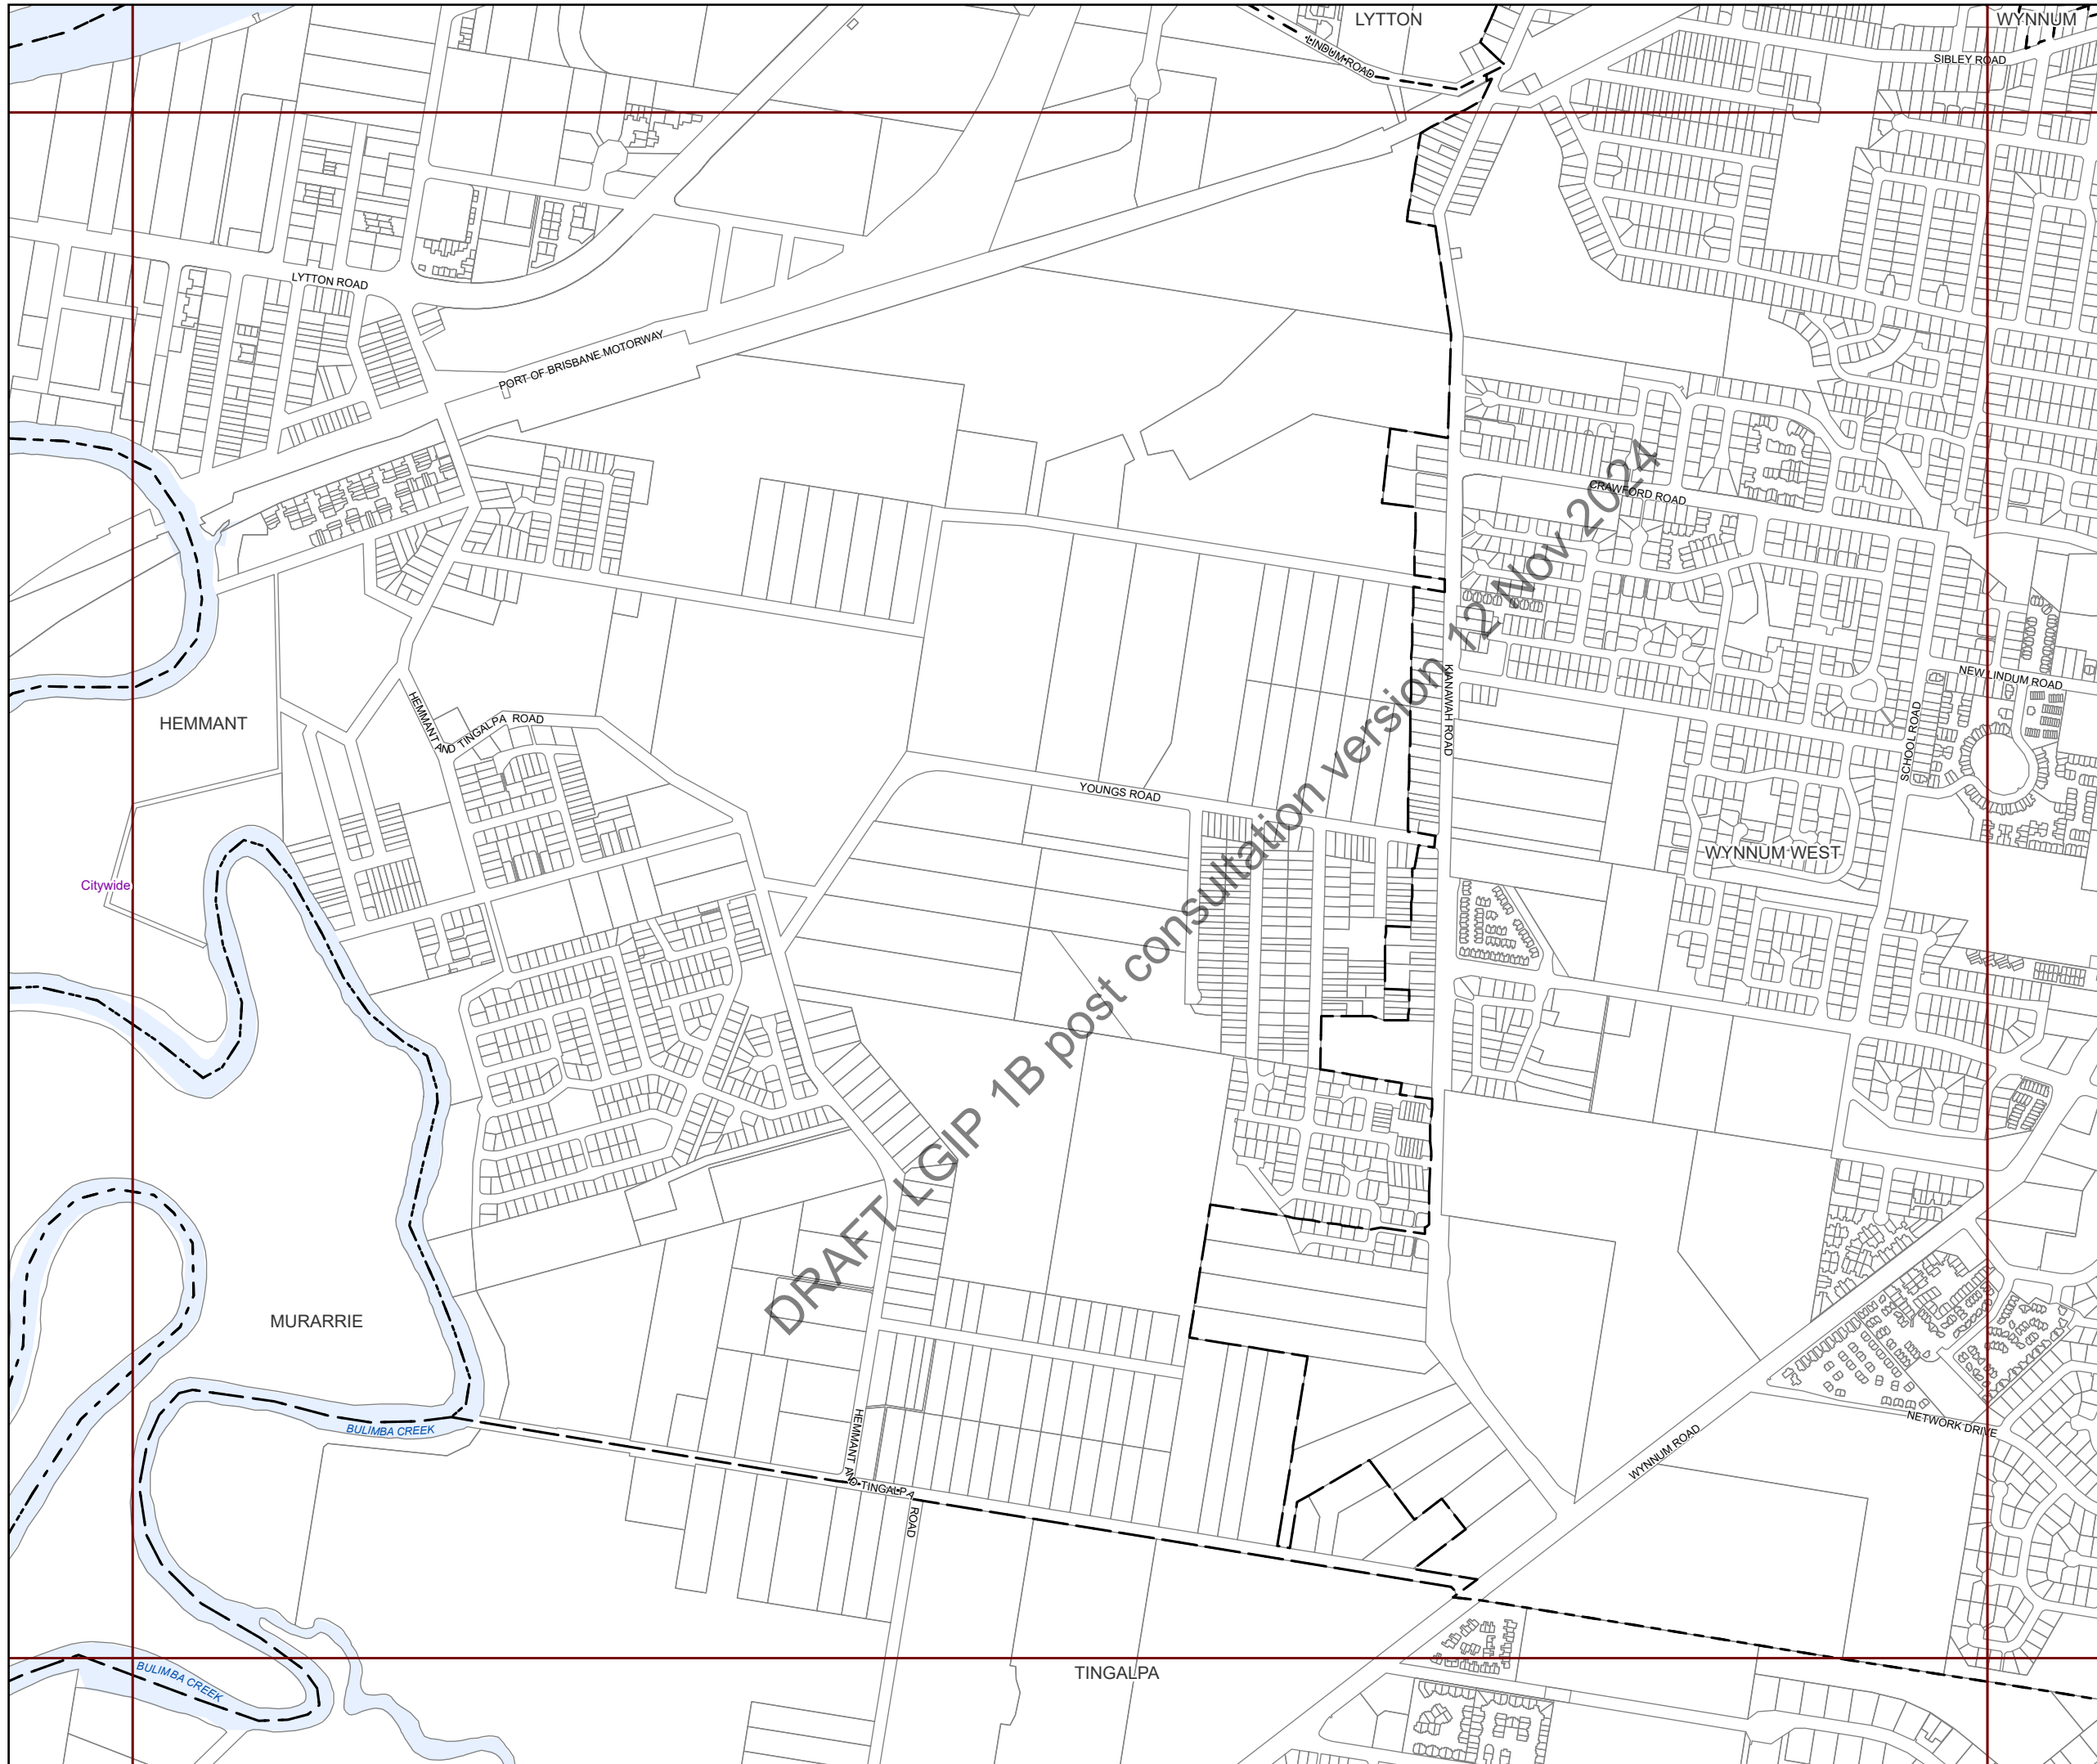 LYTTON
WYNNUM
LINDUM ROAD
SIBLEY ROAD
LYTTON ROAD
PORT OF BRISBANE MOTORWAY
CRAWFORD ROAD
KIANAWAH ROAD
NEW LINDUM ROAD
SCHOOL ROAD
HEMMANT
HEMMANT AND TINGALPA ROAD
YOUNGS ROAD
WYNNUM WEST
Citywide
DRAFT LGIP 1B post consultation version 12 Nov 2024
MURARRIE
BULIMBA CREEK
HEMMANT AND TINGALPA ROAD
WYNNUM ROAD
NETWORK DRIVE
BULIMBA CREEK
TINGALPA